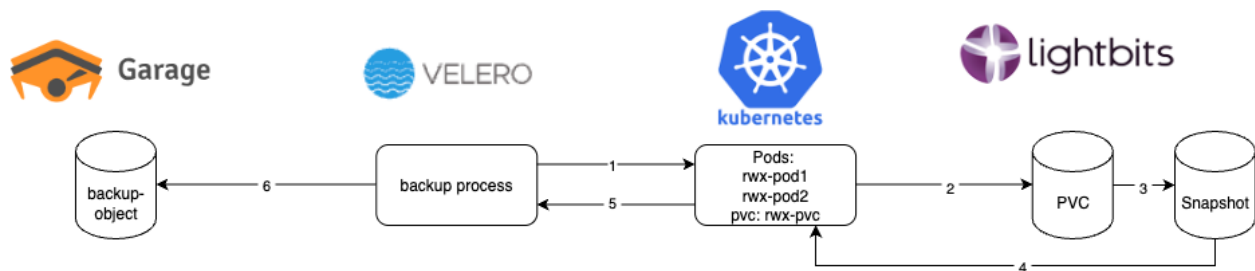 Garage
VELERO
kubernetes
lightbits
backup-
object
6
backup process
1
5
Pods:
rwx-pod1
rwx-pod2
pvc: rwx-pvc
2
PVC
3
Snapshot
4